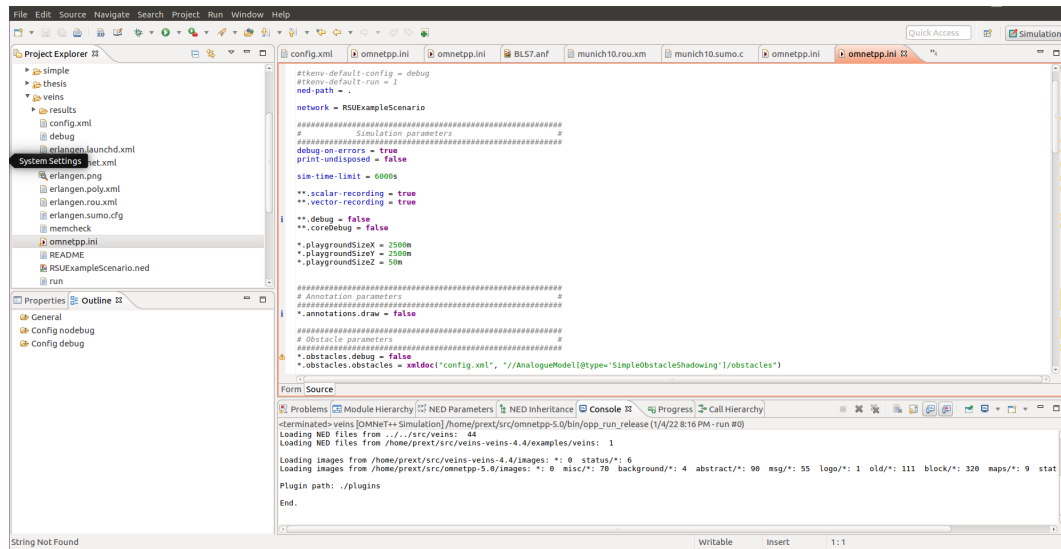 File Edit Source Navigate Search Project Run Window Help
Quick Access
Simulation
Project Explorer
simple
thesis
veins
results
config.xml
debug
erlangen.launchd.xml
System Settings
net.xml
erlangen.png
erlangen.poly.xml
erlangen.rou.xml
erlangen.sumo.cfg
memcheck
omnetpp.ini
README
RSUExampleScenario.ned
run
Properties Outline
General
Config nodebug
Config debug
config.xml omnetpp.ini omnetpp.ini BLS7.anf munich10.rou.xm munich10.sumo.c omnetpp.ini omnetpp.ini
#tkenv-default-config = debug
#tkenv-default-run = 1
ned-path = .
network = RSUExampleScenario
##########################################################
# Simulation parameters #
##########################################################
debug-on-errors = true
print-undisposed = false
sim-time-limit = 6000s
**.scalar-recording = true
**.vector-recording = true
**.debug = false
**.coreDebug = false
*.playgroundSizeX = 2500m
*.playgroundSizeY = 2500m
*.playgroundSizeZ = 50m
##########################################################
# Annotation parameters #
##########################################################
*.annotations.draw = false
##########################################################
# Obstacle parameters #
##########################################################
*.obstacles.debug = false
*.obstacles.obstacles = xmldoc("config.xml", "//AnalogueModel[@type='SimpleObstacleShadowing']/obstacles")
Form Source
Problems Module Hierarchy NED Parameters NED Inheritance Console Progress Call Hierarchy
<terminated> veins [OMNeT++ Simulation] /home/prext/src/omnetpp-5.0/bin/opp_run_release (1/4/22 8:16 PM - run #0)
Loading NED files from ../../src/veins: 44
Loading NED files from /home/prext/src/veins-veins-4.4/examples/veins: 1
Loading images from /home/prext/src/veins-veins-4.4/images: *: 0 status/*: 6
Loading images from /home/prext/src/omnetpp-5.0/images: *: 0 misc/*: 70 background/*: 4 abstract/*: 90 msg/*: 55 logo/*: 1 old/*: 111 block/*: 320 maps/*: 9 stat
Plugin path: ./plugins
End.
String Not Found
Writable Insert 1 : 1